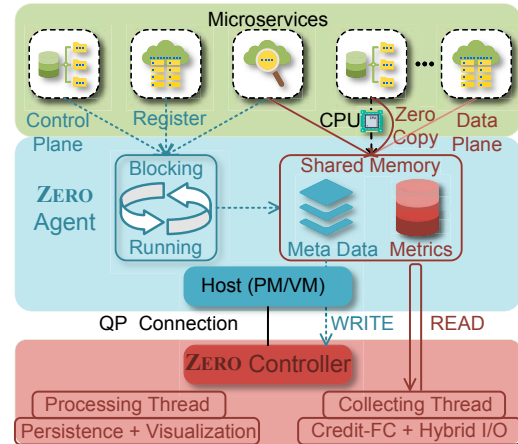 Microservices
...
Control Plane
Register
CPU
Zero Copy
Data Plane
ZERO Agent
Blocking
Running
Shared Memory
Meta Data
Metrics
Host (PM/VM)
QP Connection
WRITE
READ
ZERO Controller
Processing Thread
Collecting Thread
Persistence + Visualization
Credit-FC + Hybrid I/O